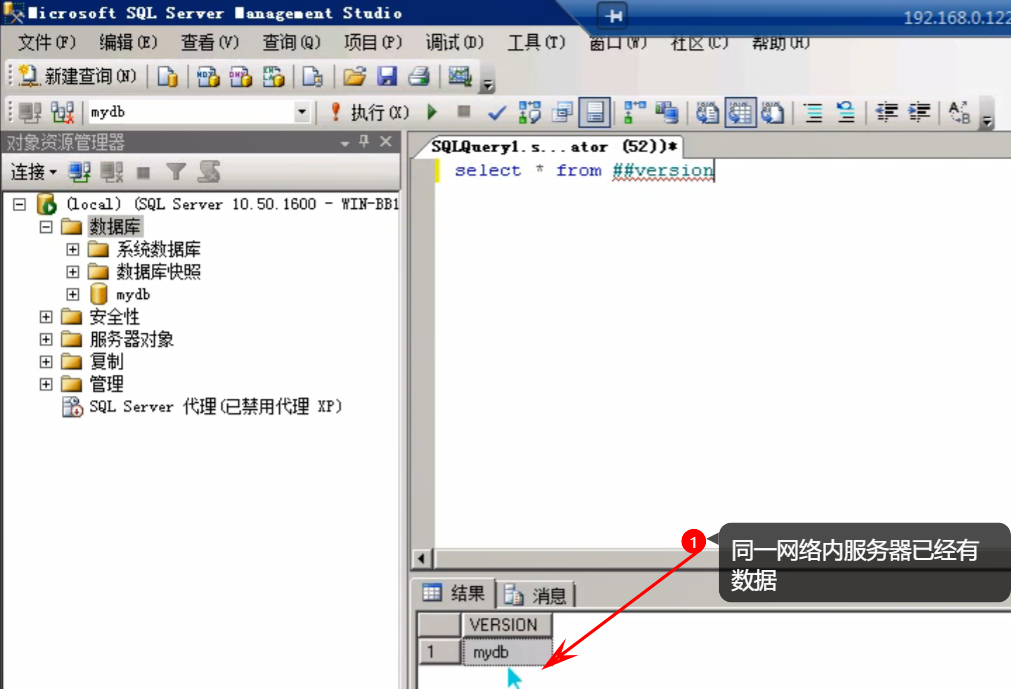 Microsoft SQL Server Management Studio
192.168.0.122
文件(F) 编辑(E) 查看(V) 查询(Q) 项目(P) 调试(D) 工具(T) 窗口(W) 社区(C) 帮助(H)
新建查询(N)
mydb 执行(X)
对象资源管理器
SQLQuery1.s...ator (52))*
连接
select * from ##version
(local) (SQL Server 10.50.1600 - WIN-BB1
数据库
系统数据库
数据库快照
mydb
安全性
服务器对象
复制
管理
SQL Server 代理(已禁用代理 XP)
1
同一网络内服务器已经有
数据
结果 消息
VERSION
1 mydb